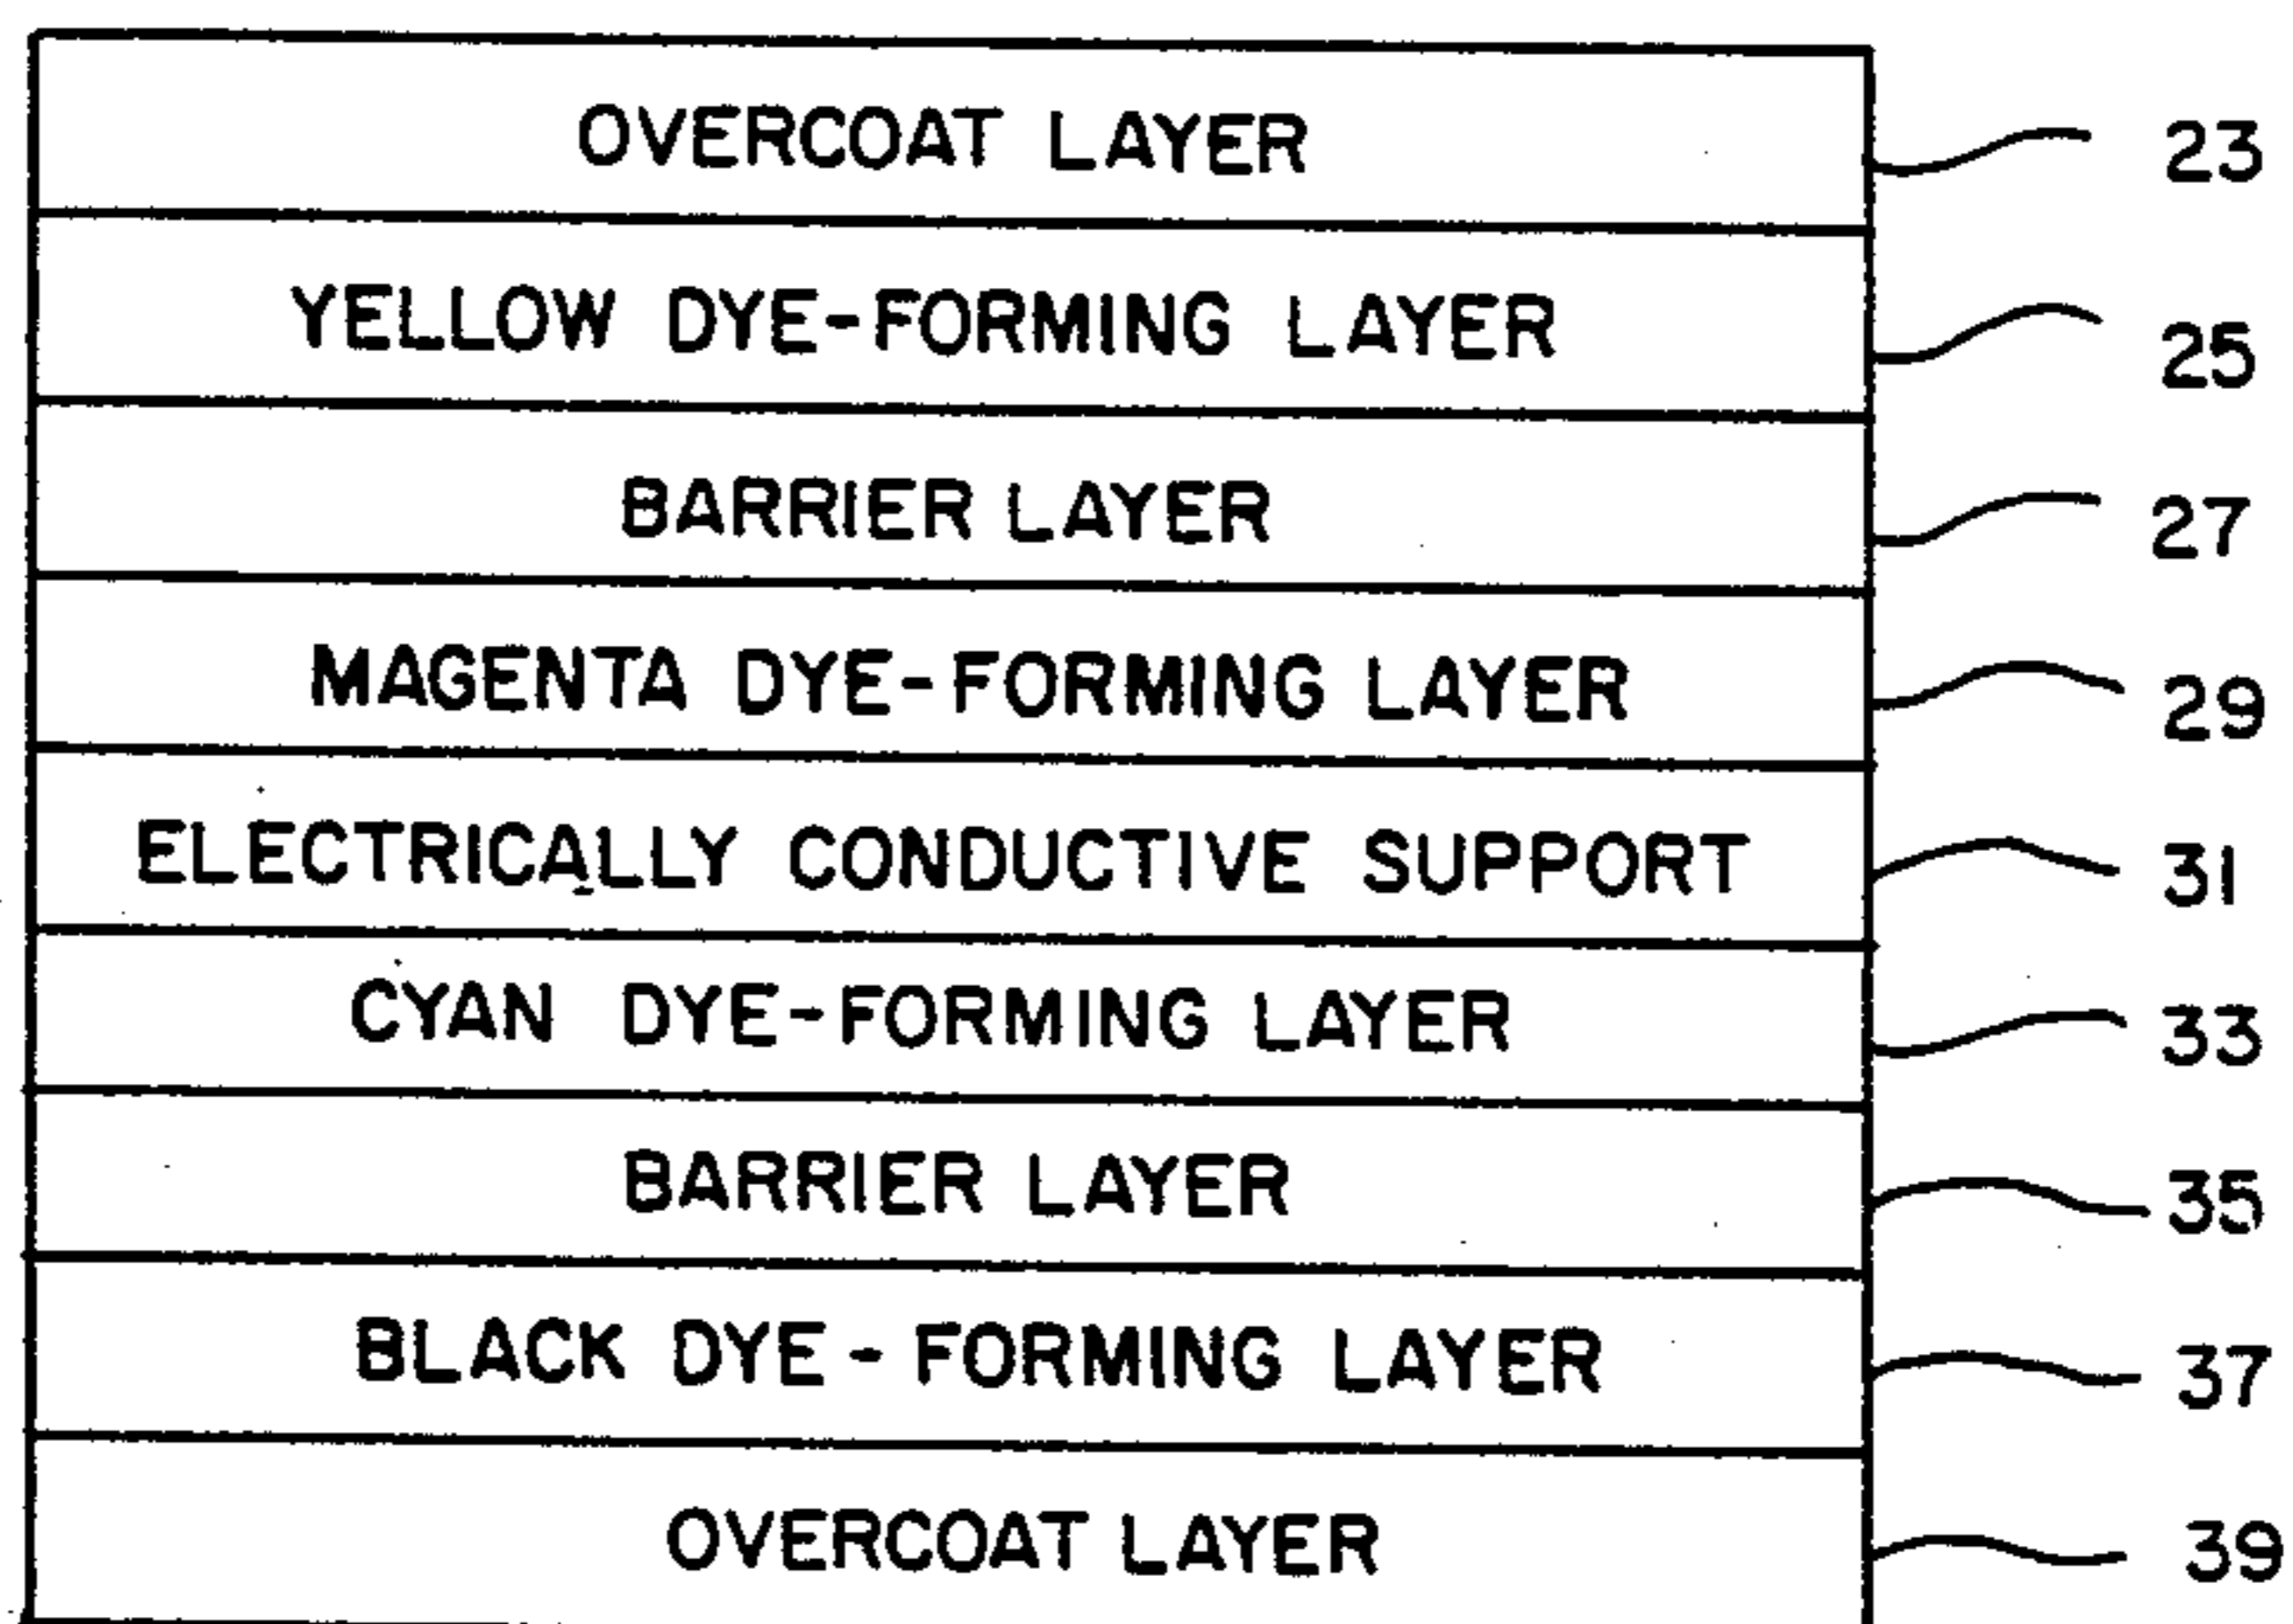 OVERCOAT LAYER 23
YELLOW DYE-FORMING LAYER 25
BARRIER LAYER 27
MAGENTA DYE-FORMING LAYER 29
ELECTRICALLY CONDUCTIVE SUPPORT 31
CYAN DYE-FORMING LAYER 33
BARRIER LAYER 35
BLACK DYE-FORMING LAYER 37
OVERCOAT LAYER 39